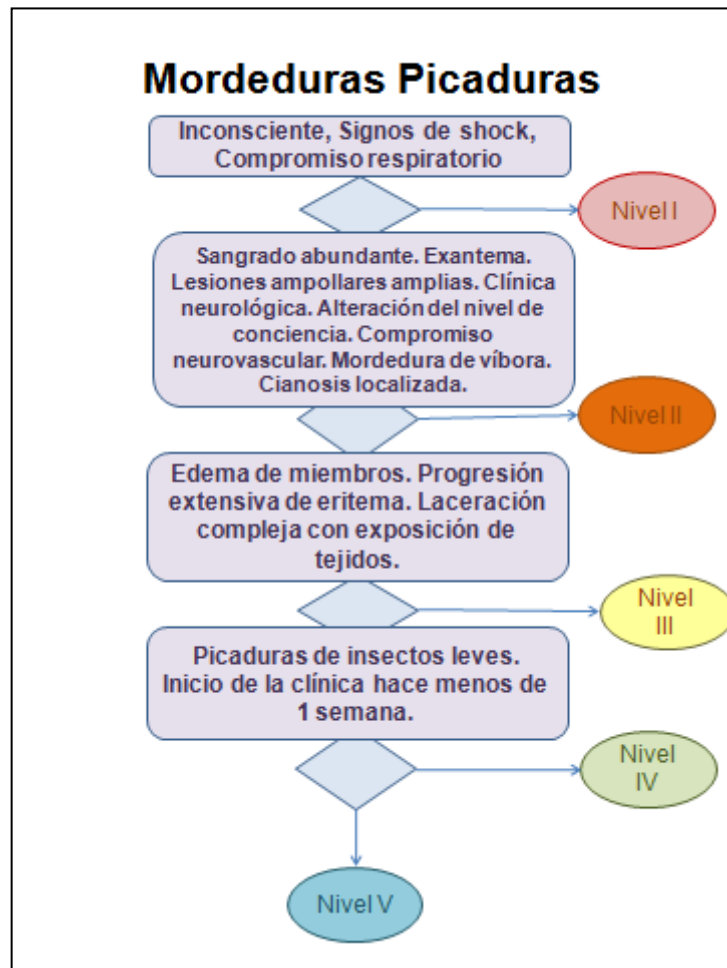 Mordeduras Picaduras
Inconsciente, Signos de shock,
Compromiso respiratorio
Nivel I
Sangrado abundante. Exantema.
Lesiones ampollares amplias. Clínica
neurológica. Alteración del nivel de
conciencia. Compromiso
neurovascular. Mordedura de víbora.
Cianosis localizada.
Nivel II
Edema de miembros. Progresión
extensiva de eritema. Laceración
compleja con exposición de
tejidos.
Nivel
III
Picaduras de insectos leves.
Inicio de la clínica hace menos de
1 semana.
Nivel
IV
Nivel V